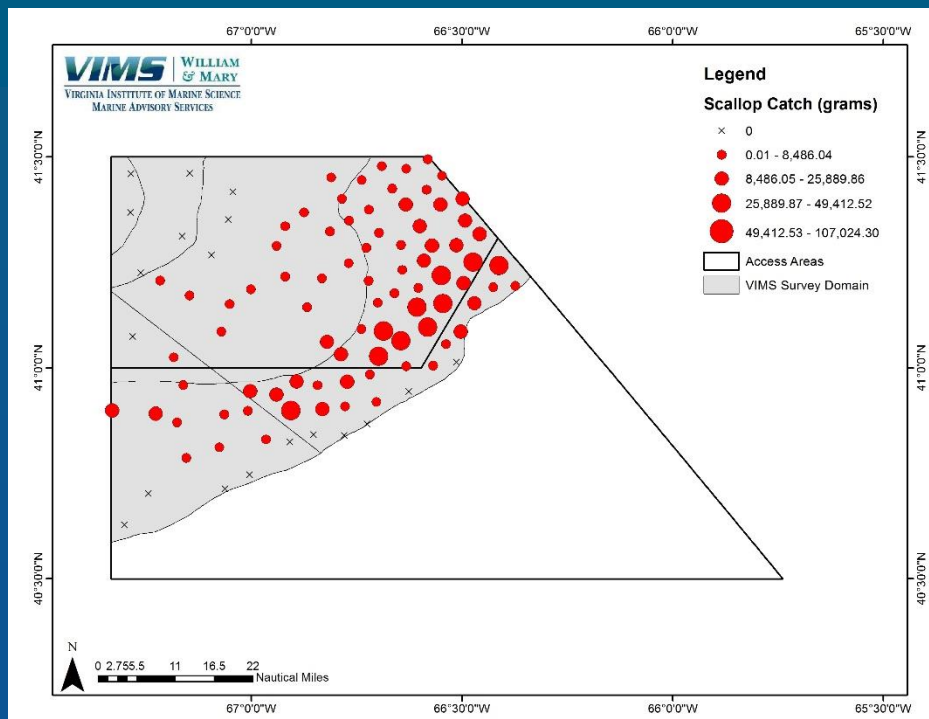 67°0'0"W 66°30'0"W 66°0'0"W 65°30'0"W
VIMS | WILLIAM & MARY
VIRGINIA INSTITUTE OF MARINE SCIENCE
MARINE ADVISORY SERVICES
Legend
Scallop Catch (grams)
0
0.01 - 8,486.04
8,486.05 - 25,889.86
25,889.87 - 49,412.52
49,412.53 - 107,024.30
Access Areas
VIMS Survey Domain
41°30'0"N 41°30'0"N
41°0'0"N 41°0'0"N
40°30'0"N 40°30'0"N
N
0 2.755.5 11 16.5 22
Nautical Miles
67°0'0"W 66°30'0"W 66°0'0"W 65°30'0"W